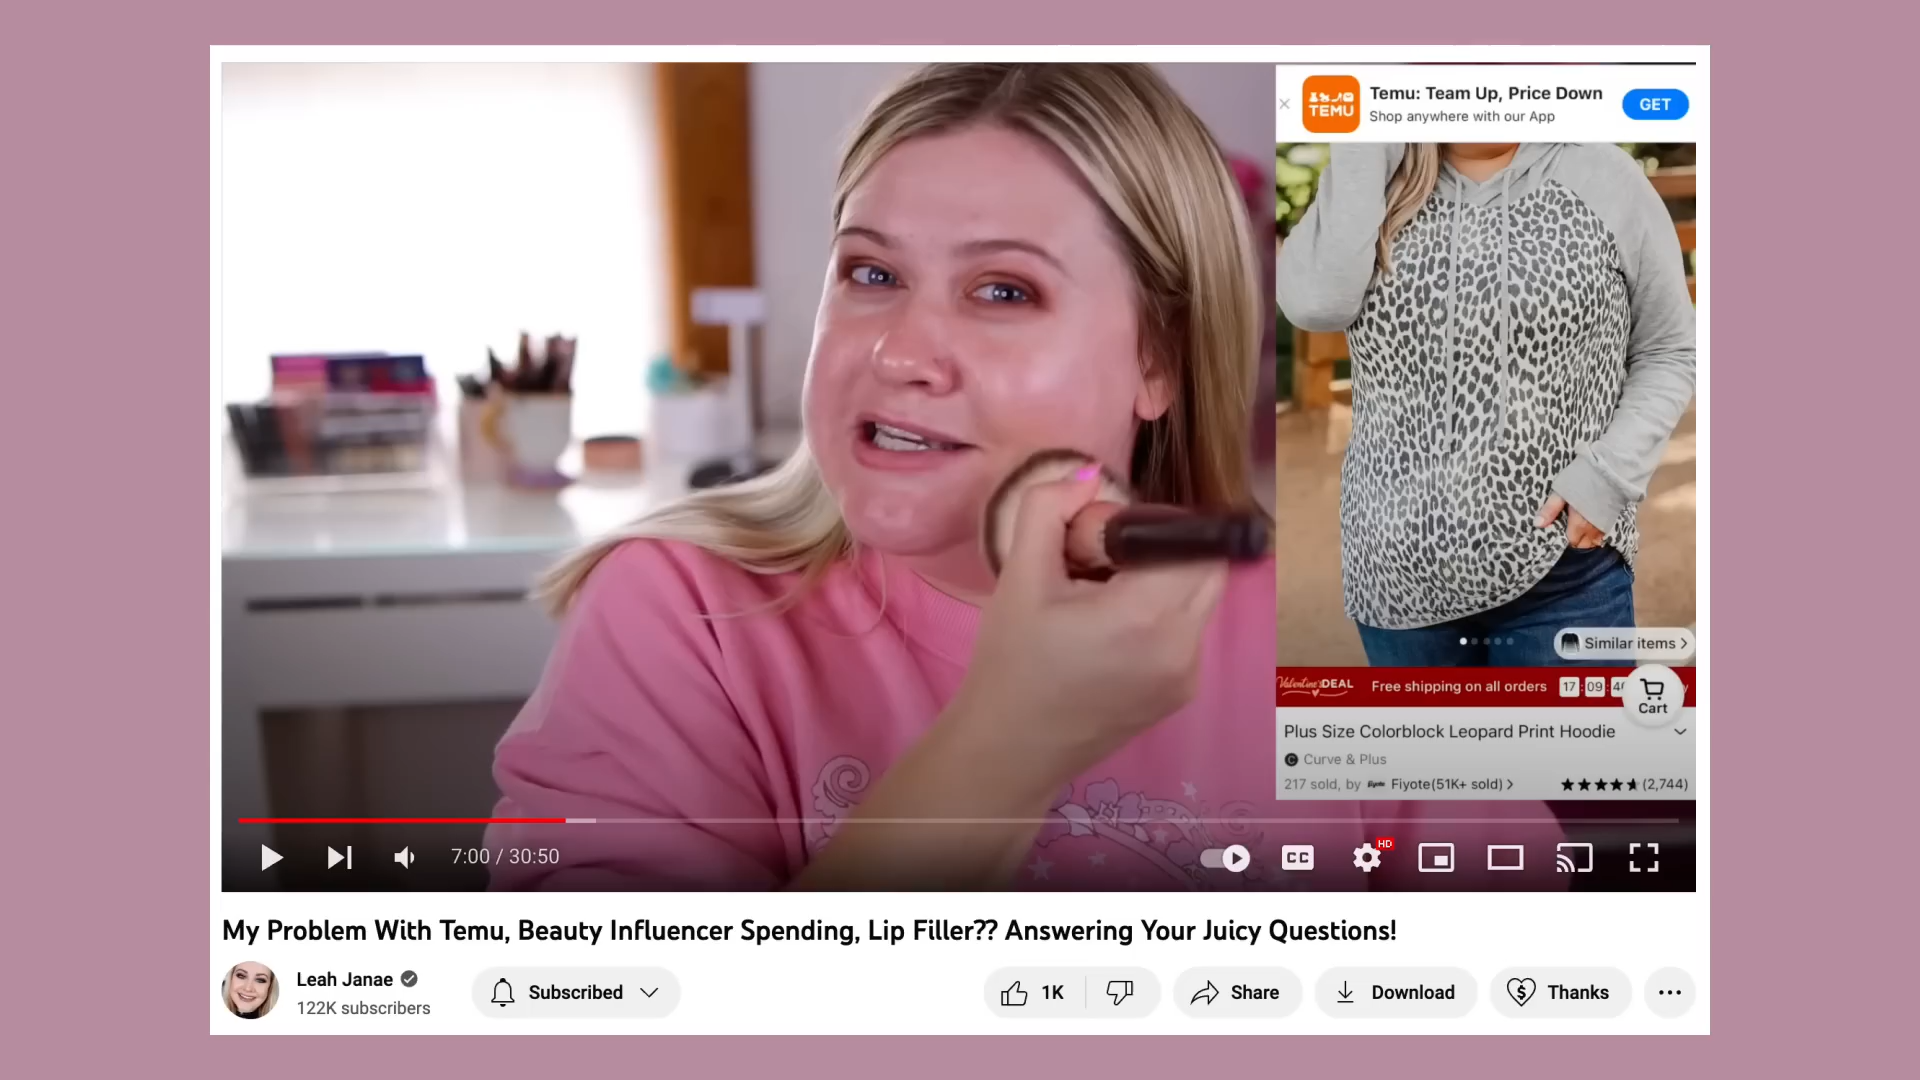 Temu: Team Up, Price Down
Shop anywhere with our App
GET
TEMU
Similar items >
Valentine's DEAL
Free shipping on all orders
17:09:
Cart
Plus Size Colorblock Leopard Print Hoodie
Curve & Plus
217 sold, by Fiyote(51K+ sold) >
(2,744)
7:00 / 30:50
CC
HD
My Problem With Temu, Beauty Influencer Spending, Lip Filler?? Answering Your Juicy Questions!
Leah Janae
122K subscribers
Subscribed
1K
Share
Download
Thanks